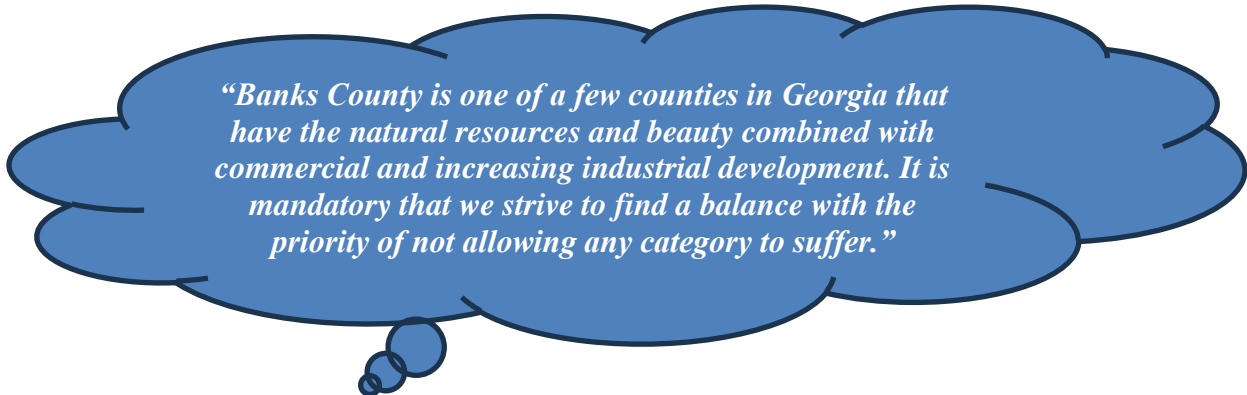 “Banks County is one of a few counties in Georgia that
have the natural resources and beauty combined with
commercial and increasing industrial development. It is
mandatory that we strive to find a balance with the
priority of not allowing any category to suffer.”